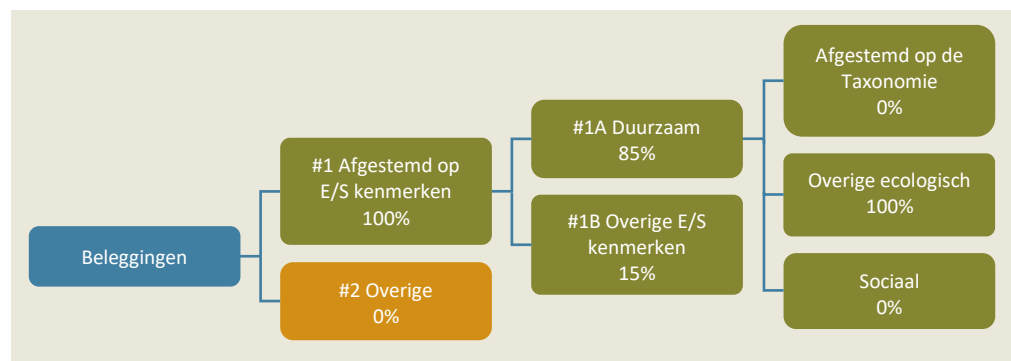 Beleggingen
#1 Afgestemd op
E/S kenmerken
100%
#2 Overige
0%
#1A Duurzaam
85%
#1B Overige E/S
kenmerken
15%
Afgestemd op de
Taxonomie
0%
Overige ecologisch
100%
Sociaal
0%